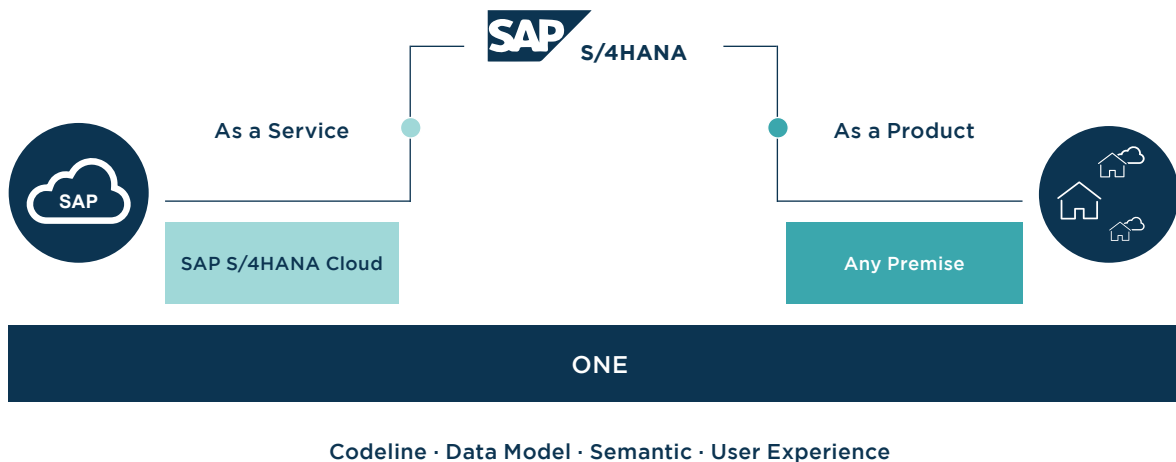 SAP S/4HANA
As a Service
As a Product
SAP
SAP S/4HANA Cloud
Any Premise
ONE
Codeline · Data Model · Semantic · User Experience